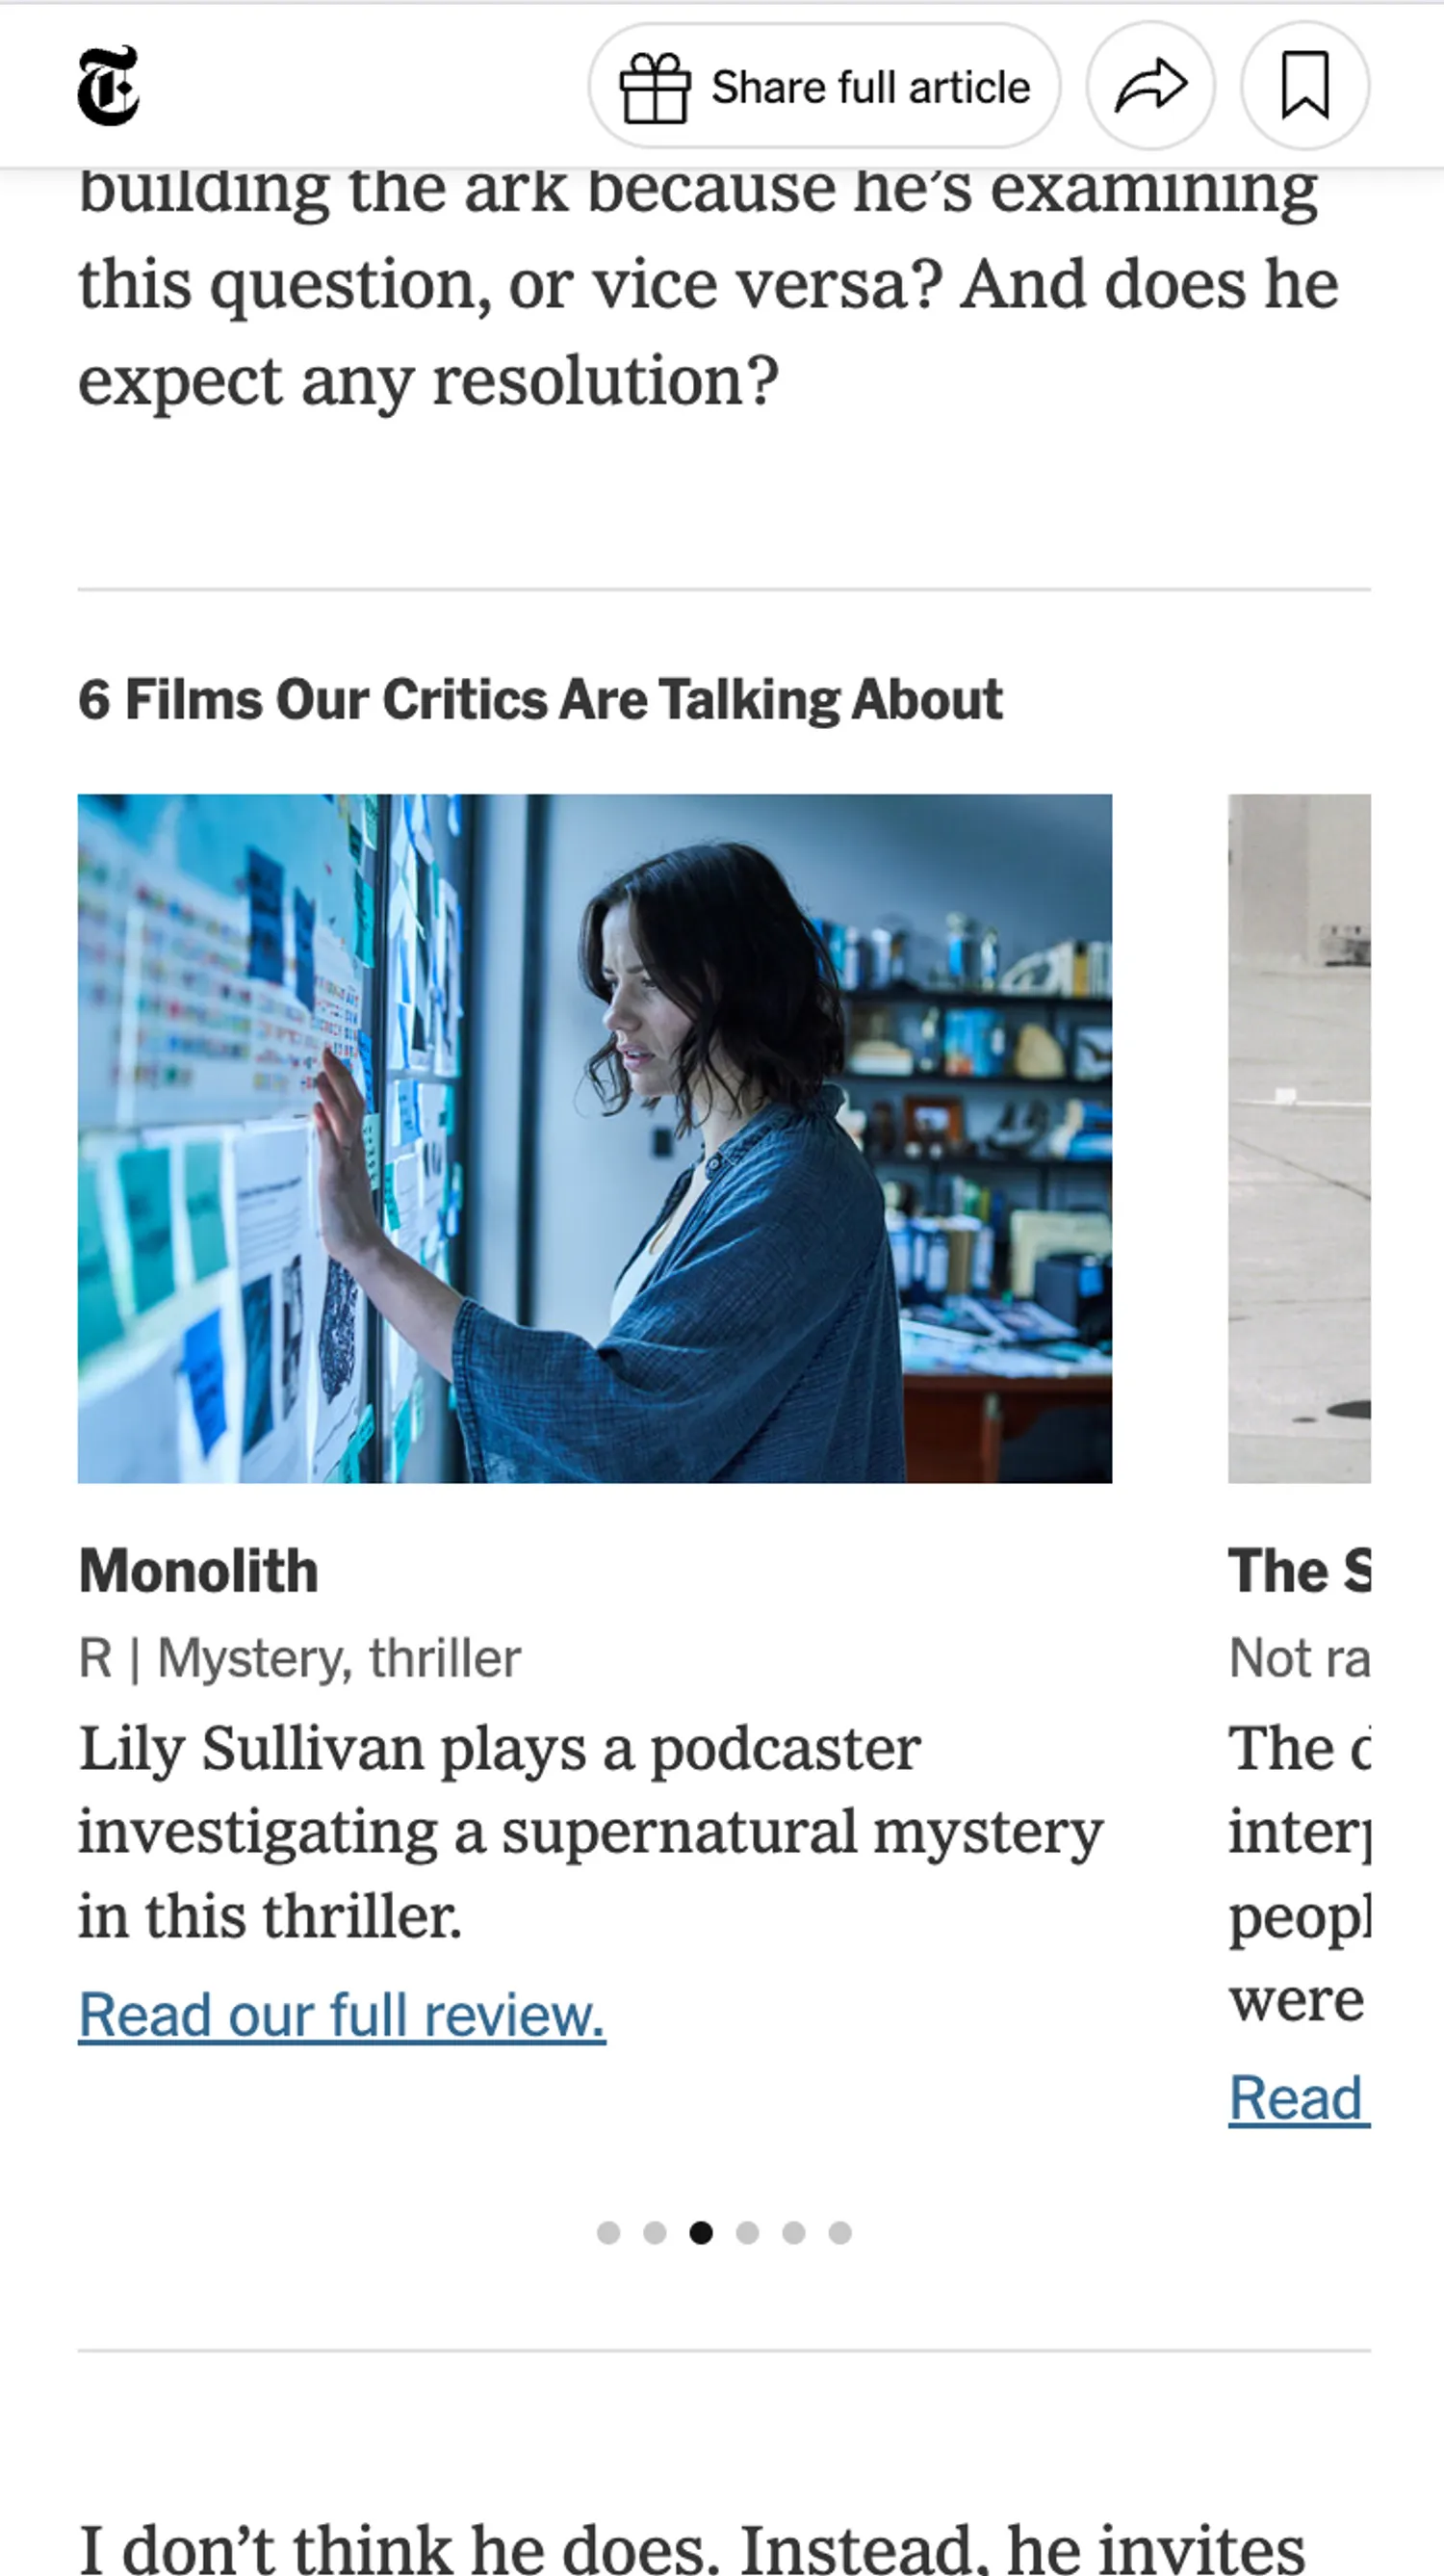 Share full article
building the ark because he’s examining
this question, or vice versa? And does he
expect any resolution?
6 Films Our Critics Are Talking About
Monolith
R | Mystery, thriller
Lily Sullivan plays a podcaster
investigating a supernatural mystery
in this thriller.
Read our full review.
The S
Not ra
The
people
were
Read
I don’t think he does. Instead, he invites